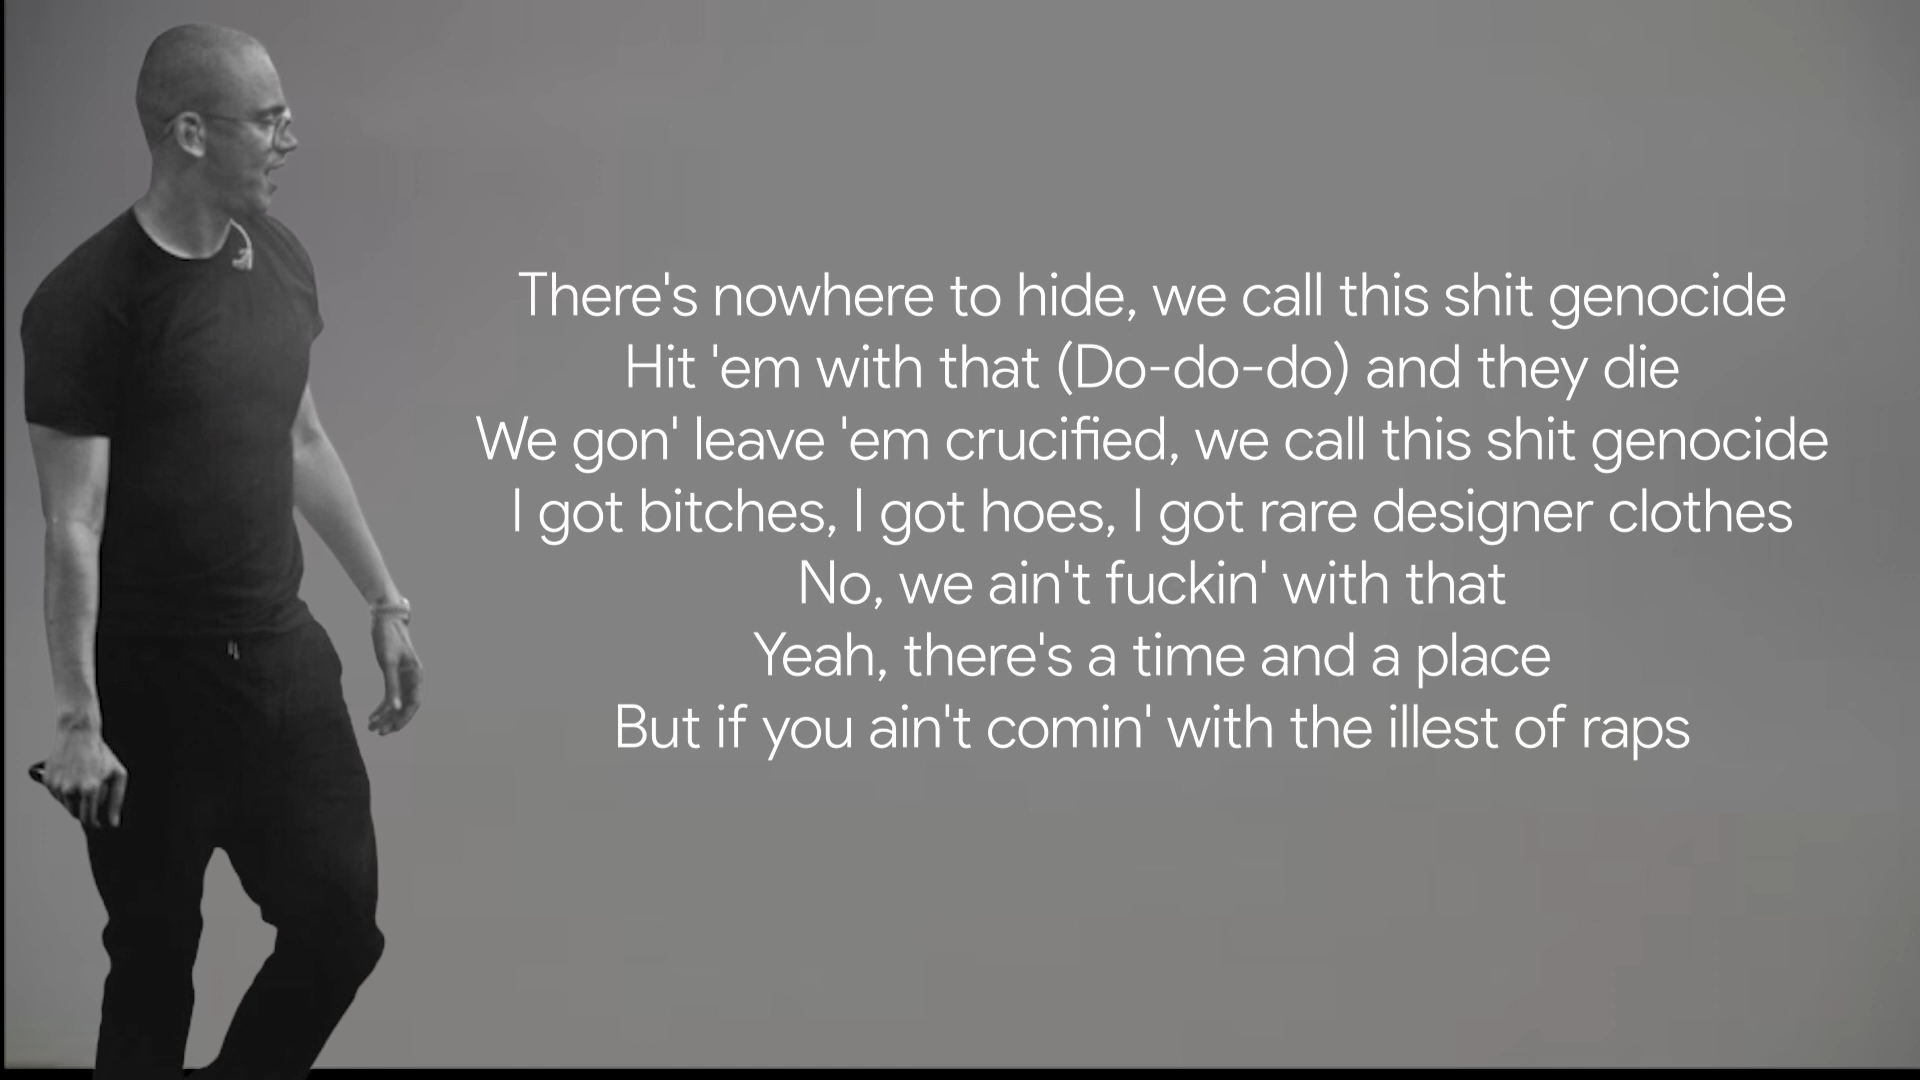 There's nowhere to hide, we call this shit genocide
Hit 'em with that (Do-do-do) and they die
We gon' leave 'em crucified, we call this shit genocide
I got bitches, I got hoes, I got rare designer clothes
No, we ain't fuckin' with that
Yeah, there's a time and a place
But if you ain't comin' with the illest of raps